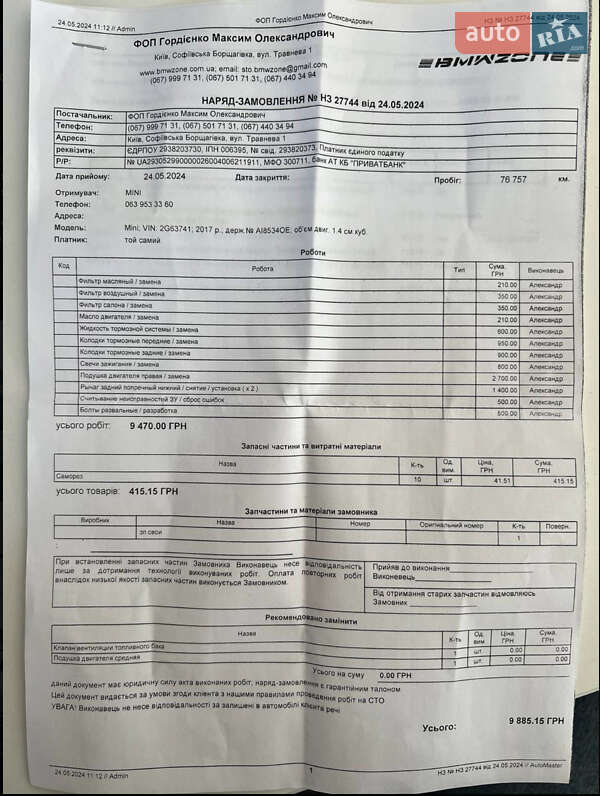 24.05.2024 11:12 // Admin
ФОП Гордієнко Максим Олександрович
НЗ № НЗ 27744 від 24.05.2024
auto RIA.com
ФОП Гордієнко Максим Олександрович
Київ, Софіївська Борщагівка, вул. Травнева 1
www.bmwzone.com.ua; email: sto.bmwzone@gmail.com
(067) 999 71 31, (067) 501 71 31, (067) 440 34 94
BMWZONE
НАРЯД-ЗАМОВЛЕННЯ № НЗ 27744 від 24.05.2024
Постачальник: ФОП Гордієнко Максим Олександрович
Телефон: (067) 999 71 31, (067) 501 71 31, (067) 440 34 94
Адреса: Київ, Софіївська Борщагівка, вул. Травнева 1
реквізити: ЄДРПОУ 2938203730, ІПН 006395, № свід. 293820373, Платник єдиного податку
Р/Р: № UA293052990000026004006211911, МФО 300711, банк АТ КБ "ПРИВАТБАНК"
Дата прийому: 24.05.2024 Дата закриття: Пробіг: 76 757 км.
Отримувач: MINI
Телефон: 063 953 33 60
Адреса:
Модель: Mini; VIN: 2G63741; 2017 р., держ.№ AI8534OE; об'єм двиг. 1.4 см.куб.
Платник: той самий
Роботи
Код Робота Тип Сума, ГРН Виконавець
Фильтр масляный / замена 210.00 Александр
Фильтр воздушный / замена 350.00 Александр
Фильтр салона / замена 350.00 Александр
Масло двигателя / замена 210.00 Александр
Жидкость тормозной системы / замена 600.00 Александр
Колодки тормозные передние / замена 950.00 Александр
Колодки тормозные задние / замена 900.00 Александр
Свечи зажигания / замена 800.00 Александр
Подушка двигателя правая / замена 2 700.00 Александр
Рычаг задний поперечный нижний / снятие / установка ( x 2 ) 1 400.00 Александр
Считывание неисправностей ЗУ / сброс ошибок 500.00 Александр
Болты развальные / разработка 500.00 Александр
усього робіт: 9 470.00 ГРН
Запасні частини та витратні матеріали
Назва К-ть Од. вим. Ціна, ГРН Сума, ГРН
Саморез 10 шт 41.51 415.15
усього товарів: 415.15 ГРН
Запчастини та матеріали замовника
Виробник Назва Номер Оригінальний номер К-ть Поверн.
зп свои 1
:
При встановленні запасних частин Замовника Виконавець несе відповідальність
лише за дотримання технології виконуваних робіт. Оплата повторних робіт
внаслідок низької якості запасних частин виконується Замовником.
Прийняв до виконання
Виконевець
Від отримання старих запчастин відмовляюсь
Замовник
Рекомендовано замінити
Назва К-ть Од. вим Ціна, ГРН Сума, ГРН
Клапан вентиляции топливного бака 1 шт 0.00 0.00
Подушка двигателя средняя 1 шт 0.00 0.00
Усього на суму 0.00 ГРН
даний документ має юридичну силу акта виконаних робіт; наряд-замовлення є гарантійним талоном
Цей документ видається за умови згоди клієнта з нашими правилами проведення робіт на СТО
УВАГА! Виконавець не несе відповідальності за залишені в автомобілі клієнта речі
Усього: 9 885.15 ГРН
24.05.2024 11:12 // Admin
1
НЗ № НЗ 27744 від 24.05.2024 // AutoMaster